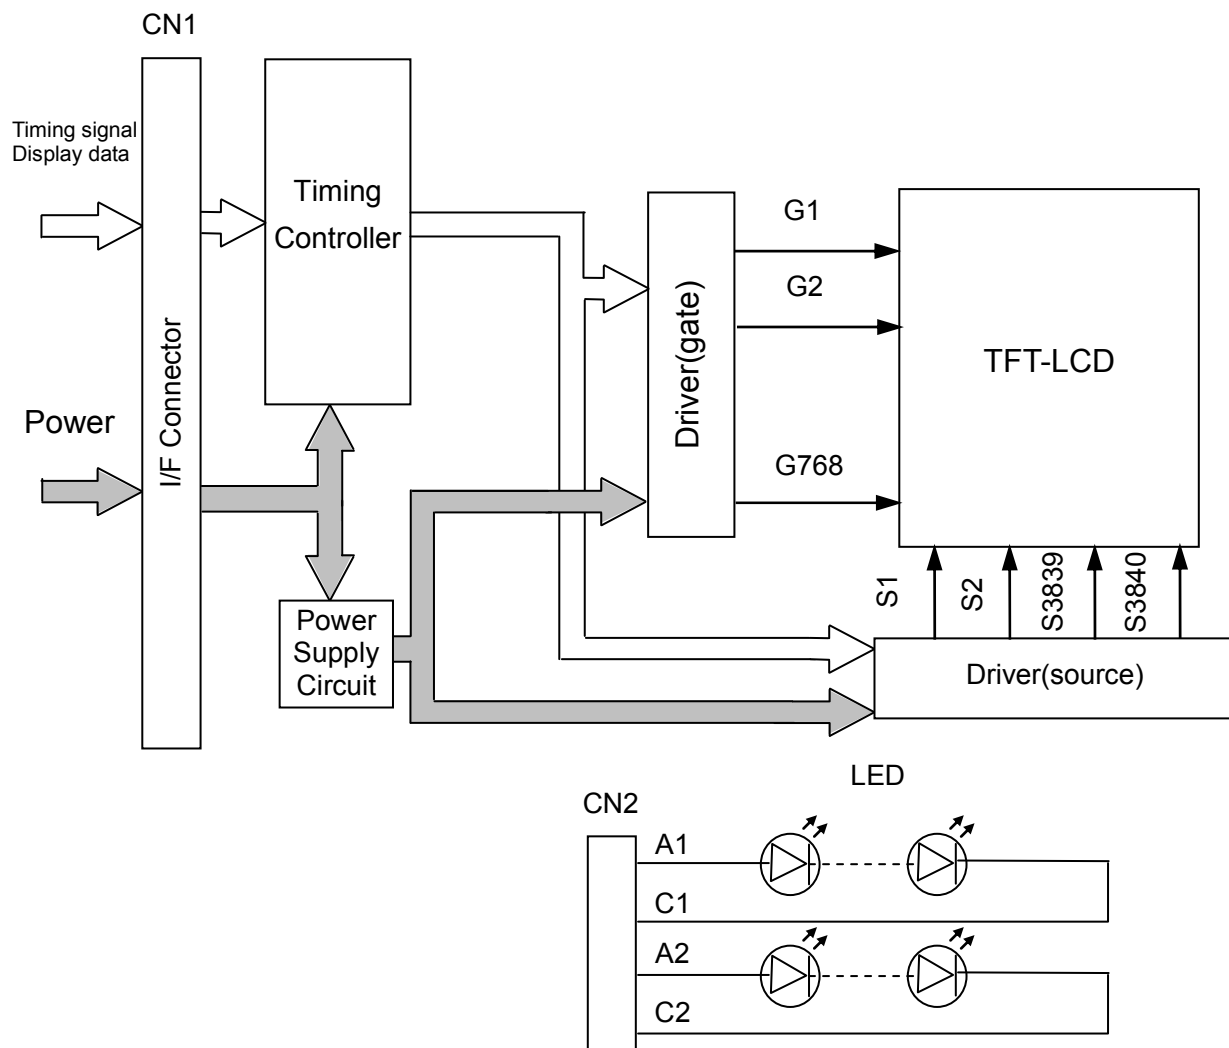 CN1
Timing signal
Display data
Timing
Controller
G1
G2
Driver(gate)
TFT-LCD
I/F Connector
Power
G768
S1
S2
S3839
S3840
Power
Supply
Circuit
Driver(source)
LED
CN2
A1
C1
A2
C2